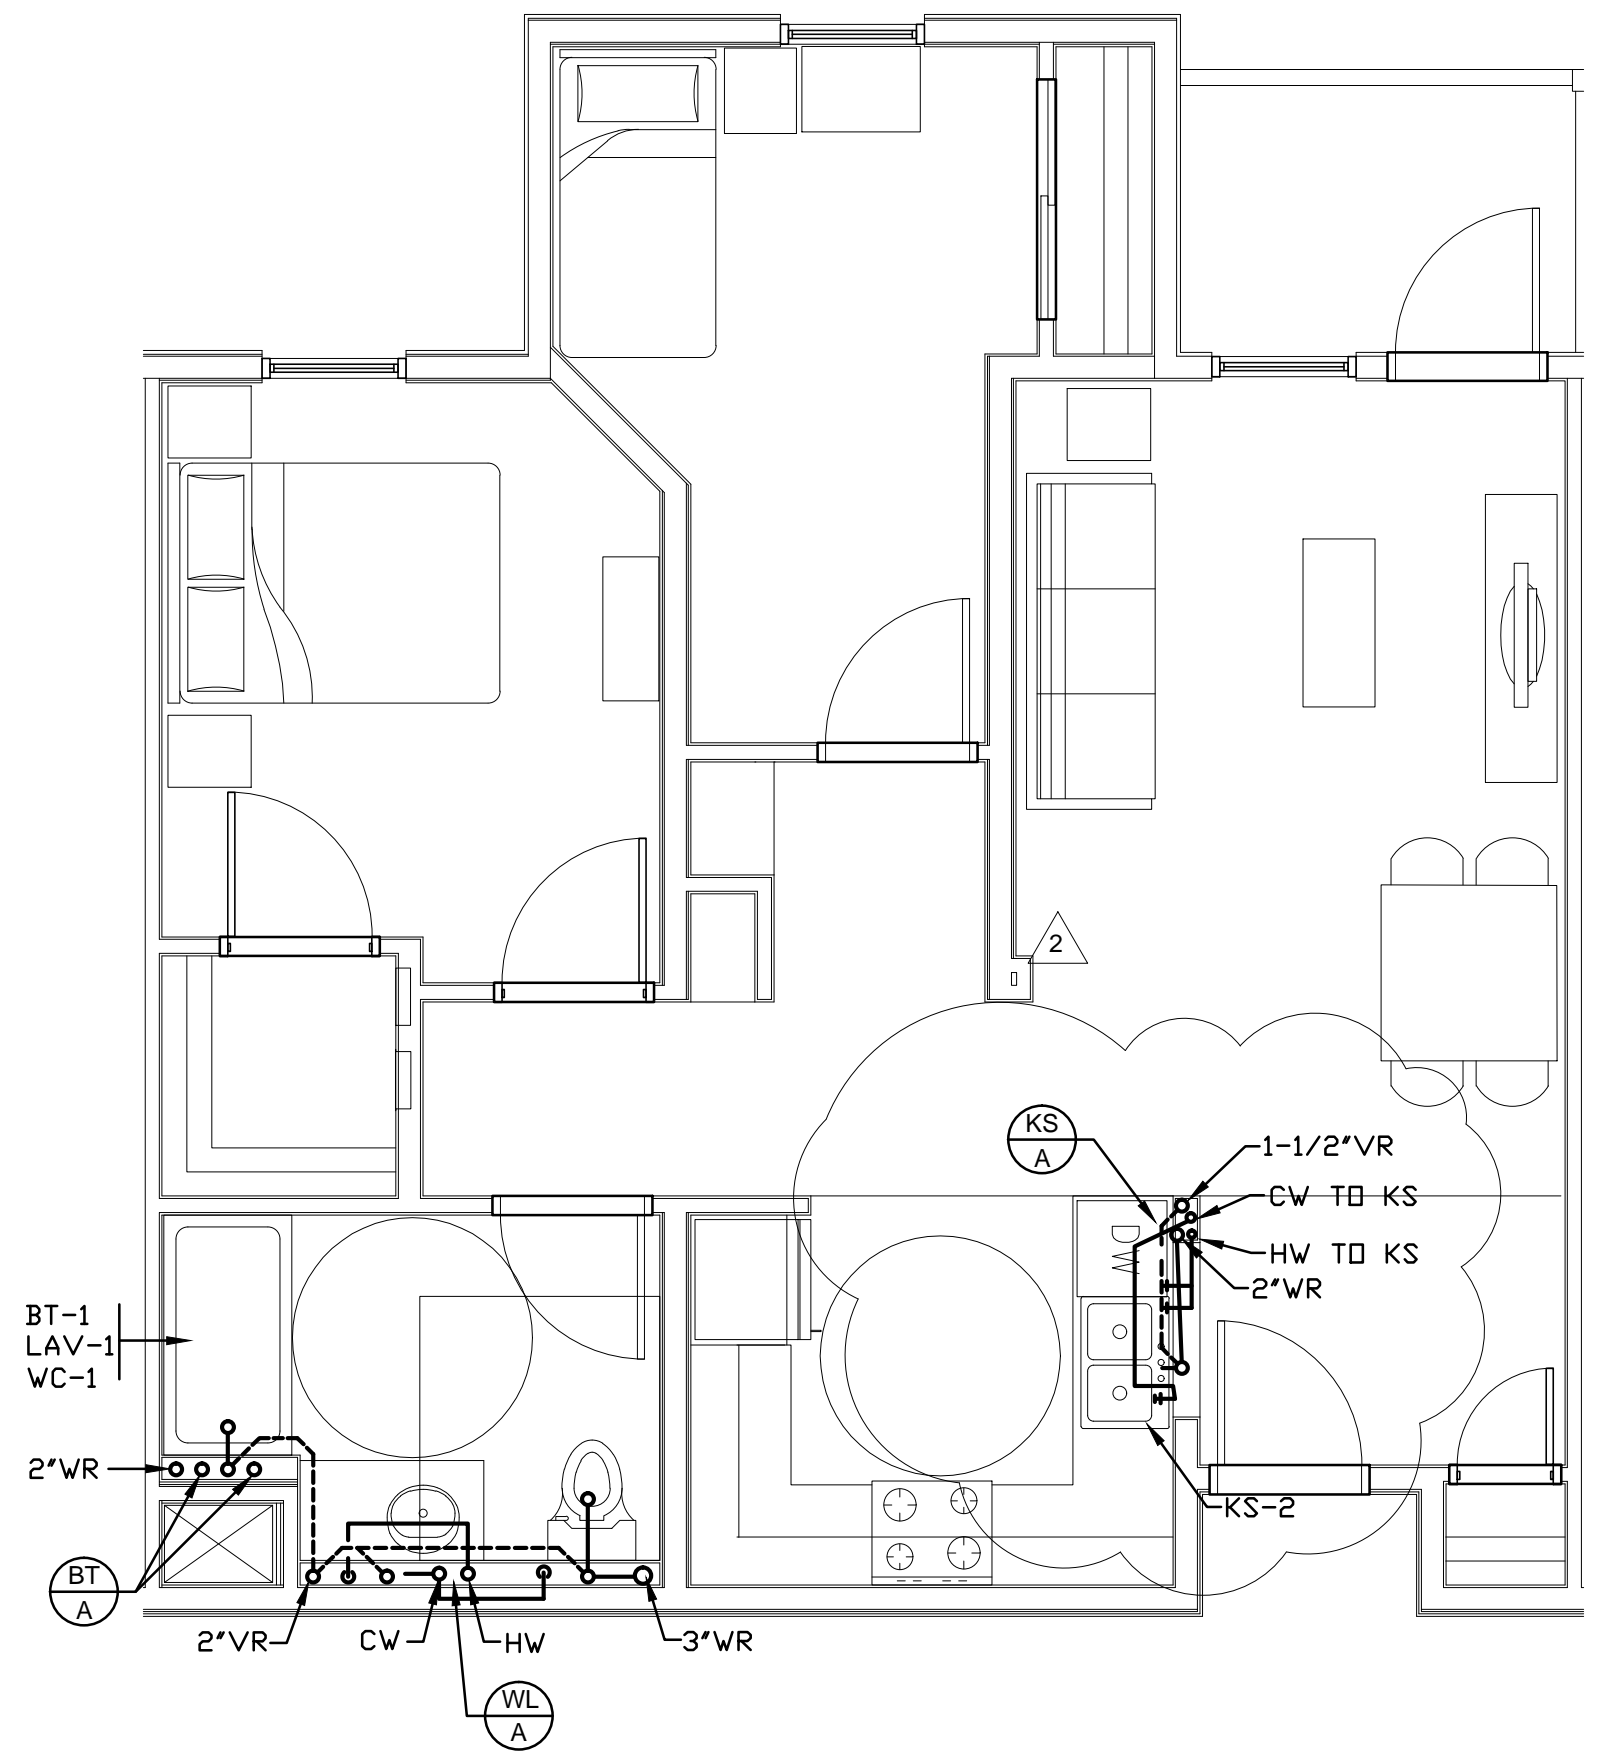 2
KS
A
1-1/2"VR
CW TO KS
HW TO KS
2"WR
BT-1
LAV-1
WC-1
2"WR
KS-2
BT
A
2"VR
CW
HW
3"WR
WL
A